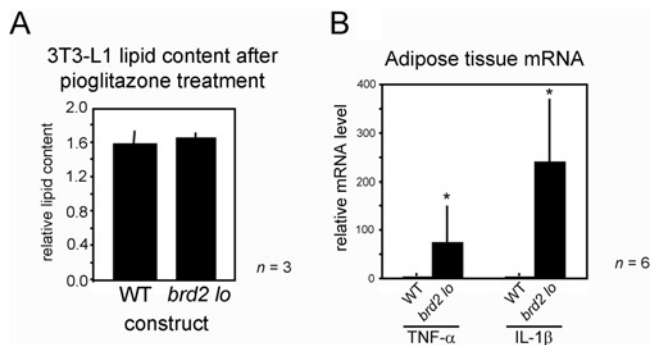 A
3T3-L1 lipid content after
pioglitazone treatment
relative lipid content
2.0
1.6
1.2
0.8
0.4
0.0
WT brd2 lo
construct
n = 3
B
Adipose tissue mRNA
relative mRNA level
400
300
200
100
50
0
*
*
WT
brd2 lo
WT
brd2 lo
TNF-α IL-1β
n = 6